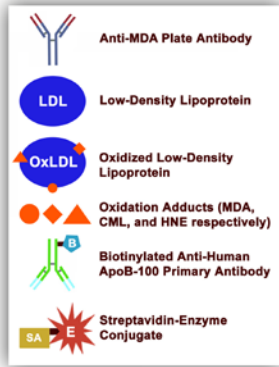 Anti-MDA Plate Antibody
LDL
Low-Density Lipoprotein
OxLDL
Oxidized Low-Density
Lipoprotein
Oxidation Adducts (MDA,
CML, and HNE respectively)
B
Biotinylated Anti-Human
ApoB-100 Primary Antibody
SA
E
Streptavidin-Enzyme
Conjugate